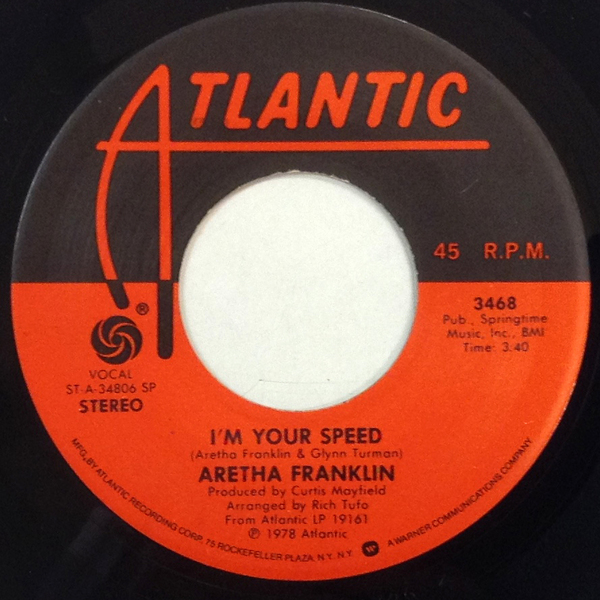 ATLANTIC
45 R.P.M.
®
VOCAL
ST-A-34806 SP
STEREO
3468
Pub., Springtime
Music, Inc., BMI
Time: 3:40
I'M YOUR SPEED
(Aretha Franklin & Glynn Turman)
ARETHA FRANKLIN
Produced by Curtis Mayfield
Arranged by Rich Tufo
From Atlantic LP 19161
℗ 1978 Atlantic
MFG. BY ATLANTIC RECORDING CORP. 75 ROCKEFELLER PLAZA, N.Y. N.Y. A WARNER COMMUNICATIONS COMPANY